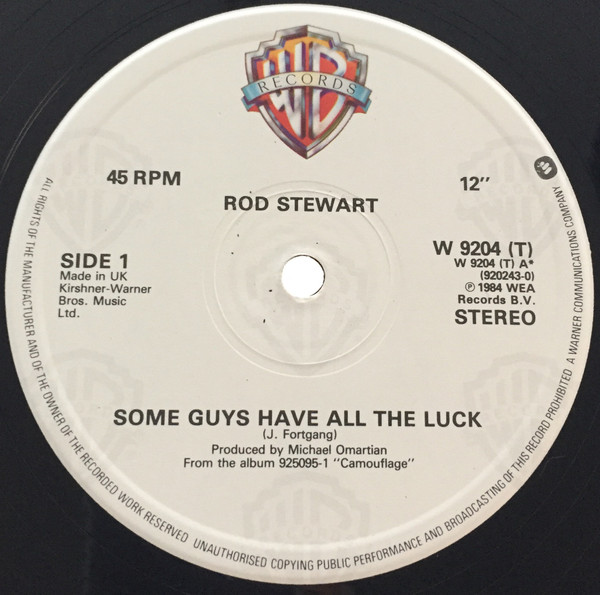 WB
RECORDS
45 RPM
12"
ROD STEWART
SIDE 1
Made in UK
Kirshner-Warner
Bros. Music
Ltd.
W 9204 (T)
W 9204 (T) A*
(920243-0)
℗ 1984 WEA
Records B.V.
STEREO
SOME GUYS HAVE ALL THE LUCK
(J. Fortgang)
Produced by Michael Omartian
From the album 925095-1 "Camouflage"
ALL RIGHTS OF THE MANUFACTURER AND OF THE OWNER OF THE RECORDED WORK RESERVED UNAUTHORISED COPYING PUBLIC PERFORMANCE AND BROADCASTING OF THIS RECORD PROHIBITED A WARNER COMMUNICATIONS COMPANY